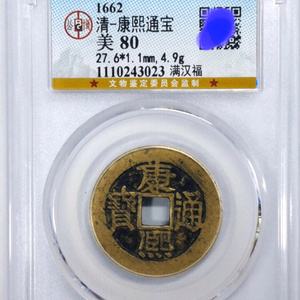 1662
清-康熙通宝
美 80
27.6*1.1mm,4.9g
1110243023 满汉福
文物鉴定委员会监制
康熙通寶